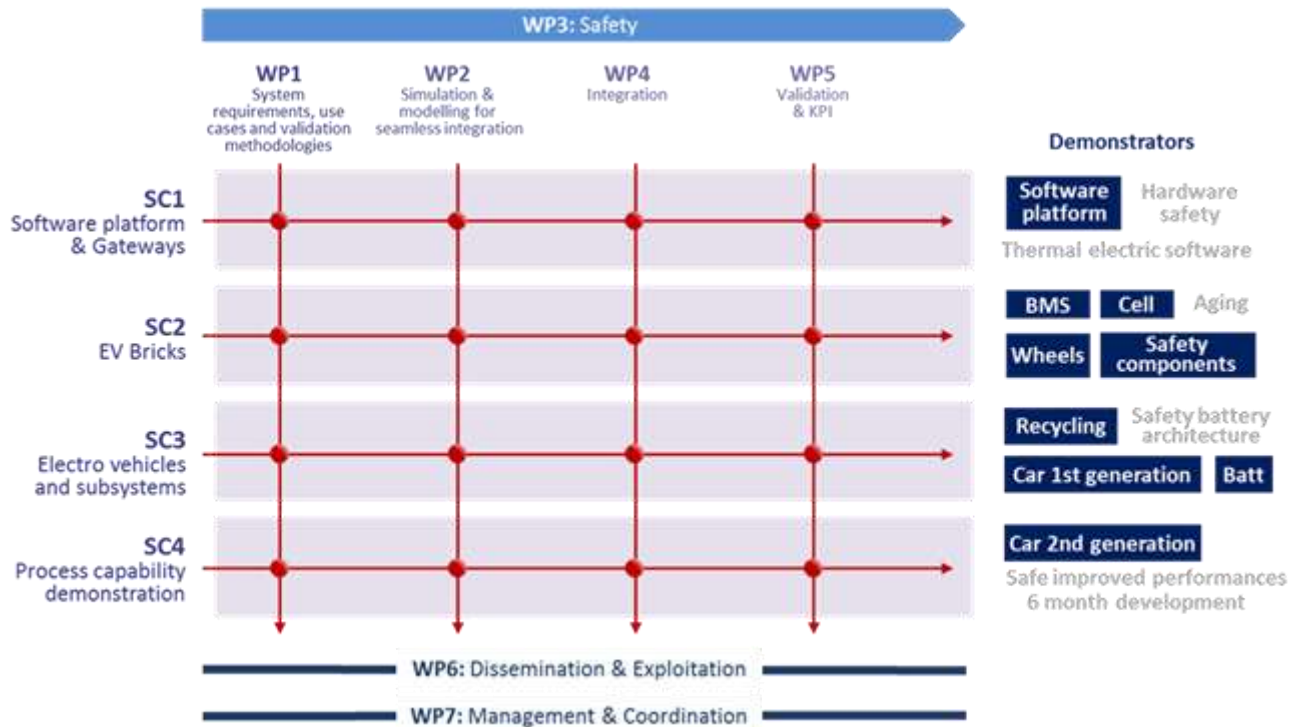 WP3: Safety
WP1
System
requirements, use
cases and validation
methodologies
WP2
Simulation &
modelling for
seamless integration
WP4
Integration
WP5
Validation
& KPI
Demonstrators
SC1
Software platform
& Gateways
Software
platform
Hardware
safety
Thermal electric software
SC2
EV Bricks
BMS
Cell
Aging
Wheels
Safety
components
SC3
Electro vehicles
and subsystems
Recycling
Safety battery
architecture
Car 1st generation
Batt
SC4
Process capability
demonstration
Car 2nd generation
Safe improved performances
6 month development
WP6: Dissemination & Exploitation
WP7: Management & Coordination